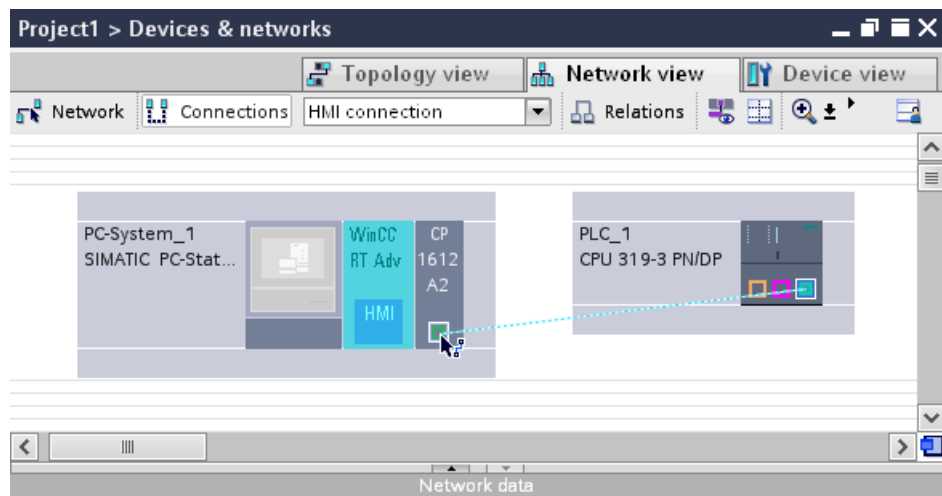 Project1 > Devices & networks
Topology view
Network view
Device view
Network
Connections
HMI connection
Relations
PC-System_1
SIMATIC PC-Stat...
WinCC
RT Adv
HMI
CP
1612
A2
PLC_1
CPU 319-3 PN/DP
Network data